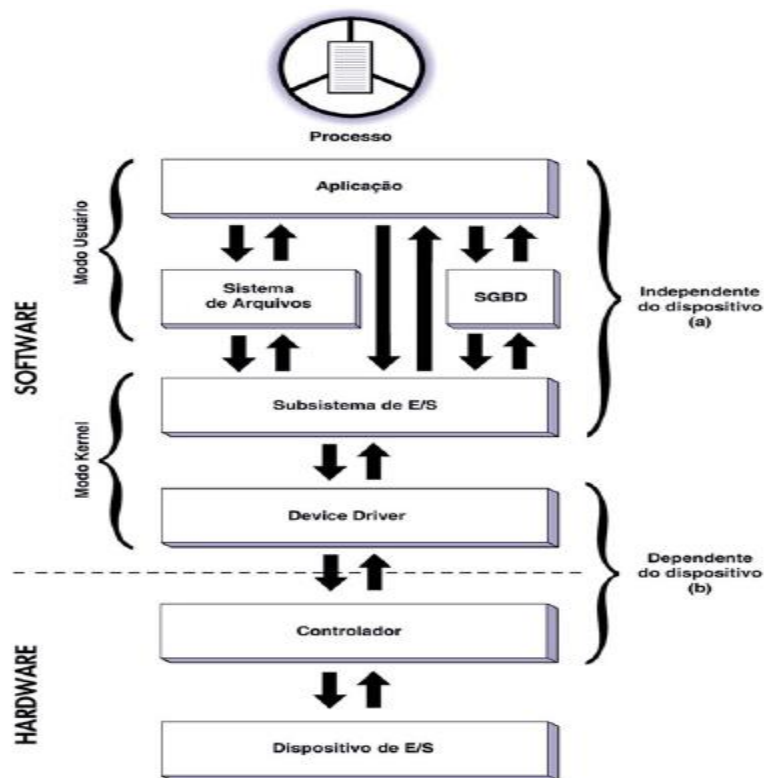 Processo
Aplicação
Modo Usuário
Sistema
de Arquivos
SGBD
Independente
do dispositivo
(a)
SOFTWARE
Subsistema de E/S
Modo Kernel
Device Driver
Dependente
do dispositivo
(b)
Controlador
HARDWARE
Dispositivo de E/S